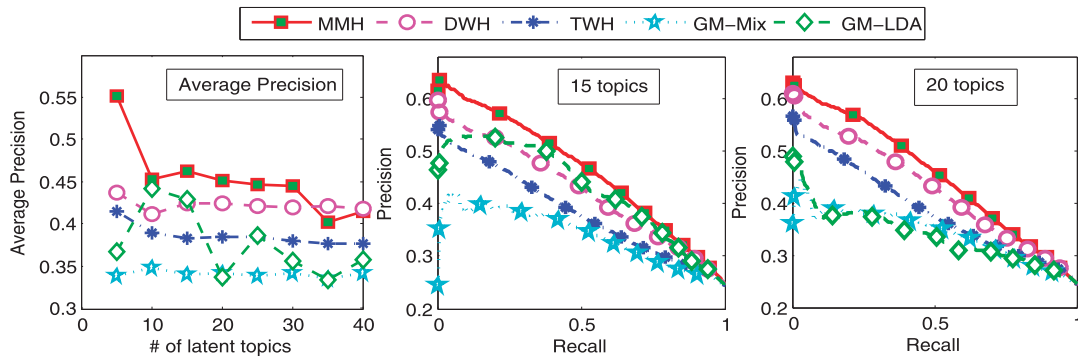 MMH DWH TWH GM-Mix GM-LDA
Average Precision
0.55
0.5
0.45
0.4
0.35
0.3
0 10 20 30 40
# of latent topics
Average Precision
15 topics
0.6
0.5
0.4
0.3
0.2
0 0.5 1
Recall
Precision
20 topics
0.6
0.5
0.4
0.3
0.2
0 0.5 1
Recall
Precision